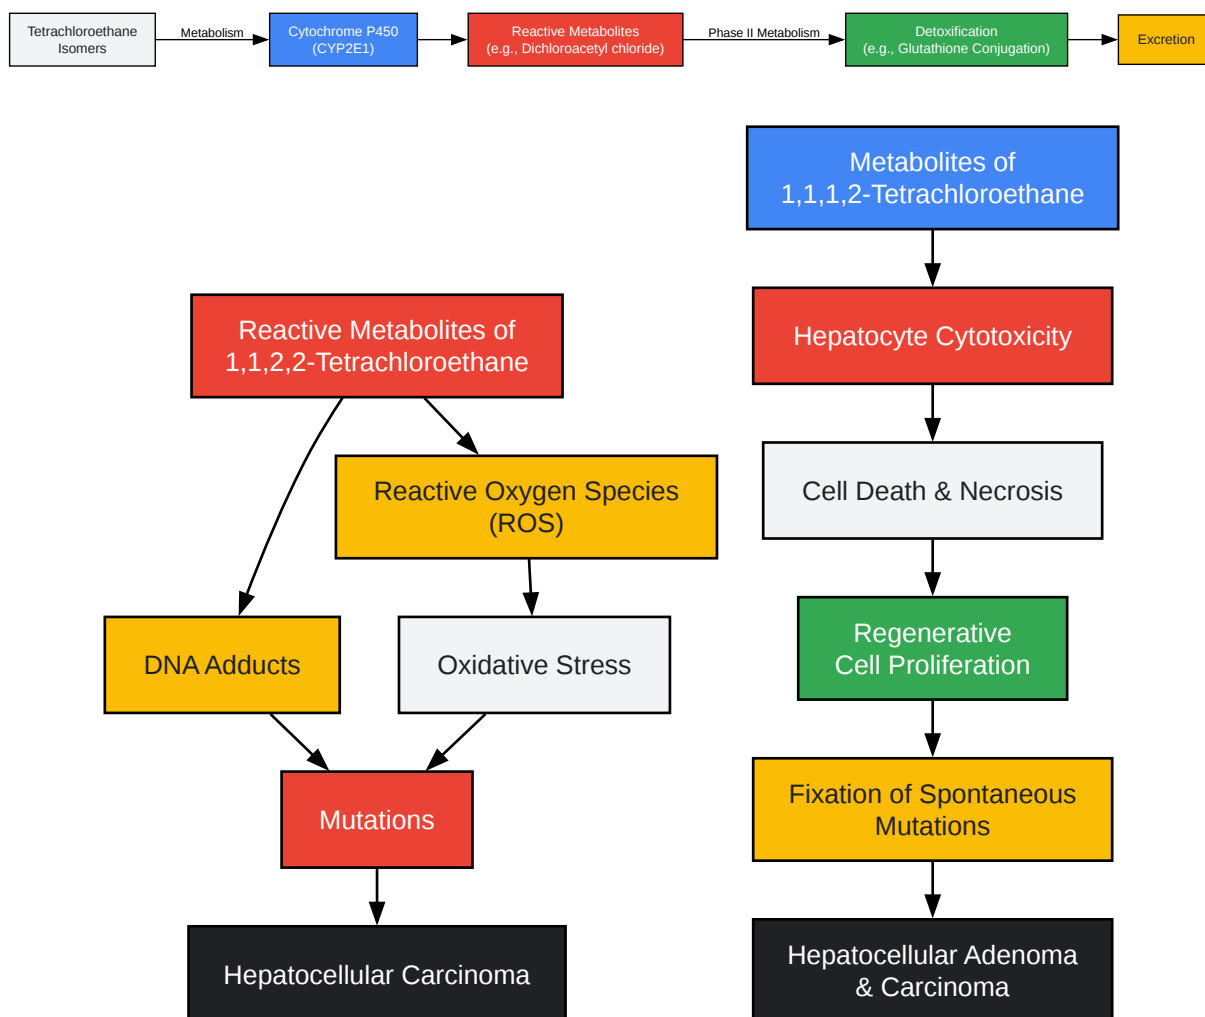 Tetrachloroethane
Isomers
Metabolism
Cytochrome P450
(CYP2E1)
Reactive Metabolites
(e.g., Dichloroacetyl chloride)
Phase II Metabolism
Detoxification
(e.g., Glutathione Conjugation)
Excretion
Reactive Metabolites of
1,1,2,2-Tetrachloroethane
Reactive Oxygen Species
(ROS)
DNA Adducts
Oxidative Stress
Mutations
Hepatocellular Carcinoma
Metabolites of
1,1,1,2-Tetrachloroethane
Hepatocyte Cytotoxicity
Cell Death & Necrosis
Regenerative
Cell Proliferation
Fixation of Spontaneous
Mutations
Hepatocellular Adenoma
& Carcinoma